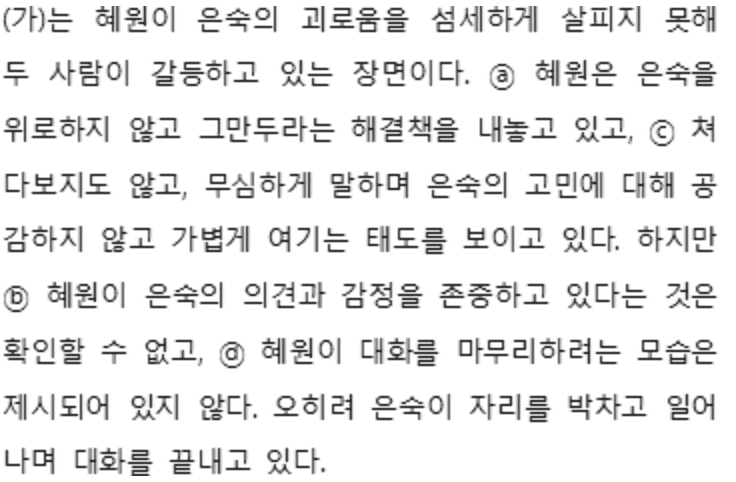 (가)는 혜원이 은숙의 괴로움을 섬세하게 살피지 못해
두 사람이 갈등하고 있는 장면이다. ⓐ 혜원은 은숙을
위로하지 않고 그만두라는 해결책을 내놓고 있고, ⓒ 쳐
다보지도 않고, 무심하게 말하며 은숙의 고민에 대해 공
감하지 않고 가볍게 여기는 태도를 보이고 있다. 하지만
ⓑ 혜원이 은숙의 의견과 감정을 존중하고 있다는 것은
확인할 수 없고, ⓓ 혜원이 대화를 마무리하려는 모습은
제시되어 있지 않다. 오히려 은숙이 자리를 박차고 일어
나며 대화를 끝내고 있다.